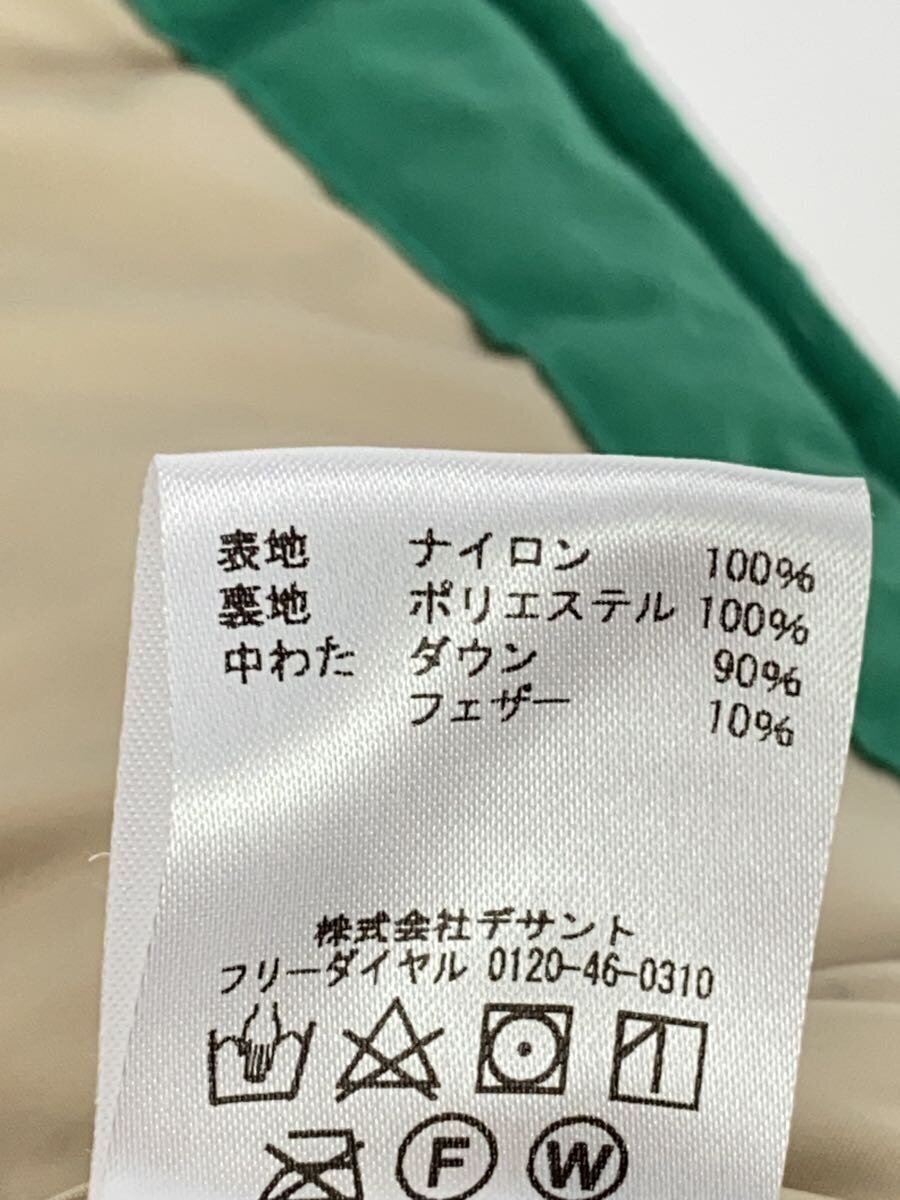 表地 ナイロン 100%
裏地 ポリエステル 100%
中わた ダウン 90%
フェザー 10%
株式会社デサント
フリーダイヤル 0120-46-0310
F W